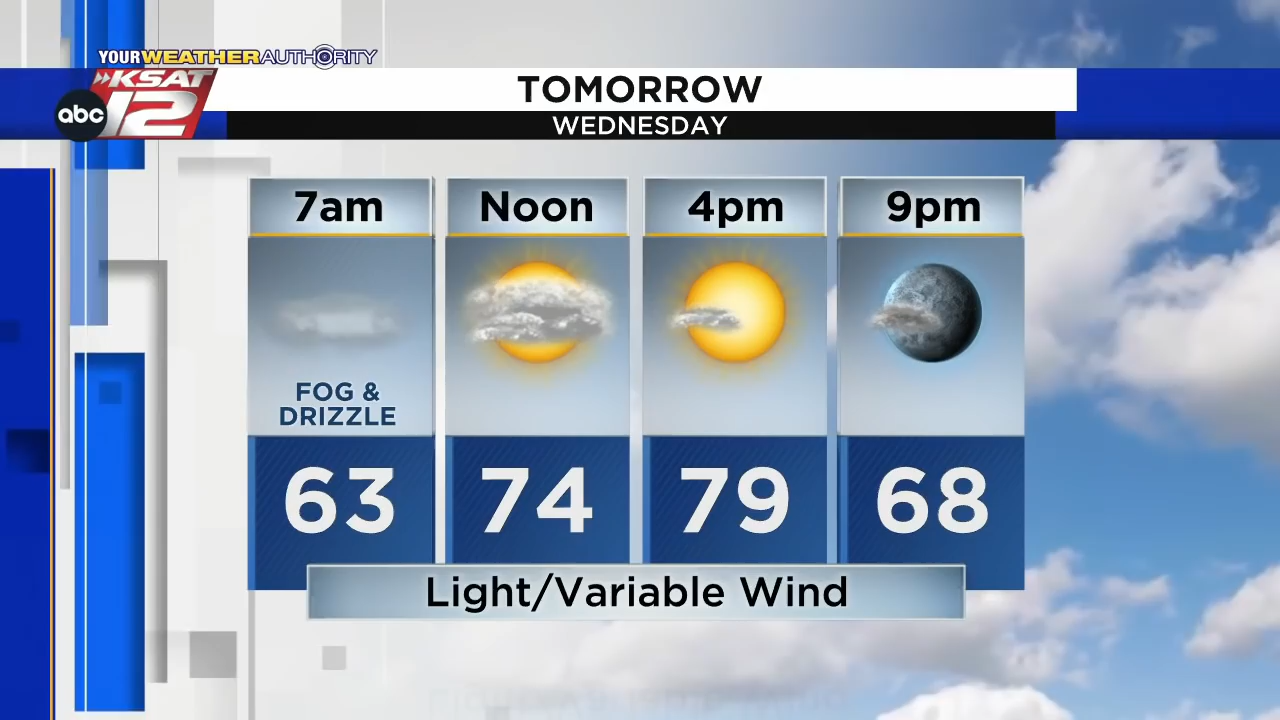 YOURWEATHERAUTHORITY
KSAT
abc
12
TOMORROW
WEDNESDAY
7am
Noon
4pm
9pm
FOG &
DRIZZLE
63
74
79
68
Light/Variable Wind